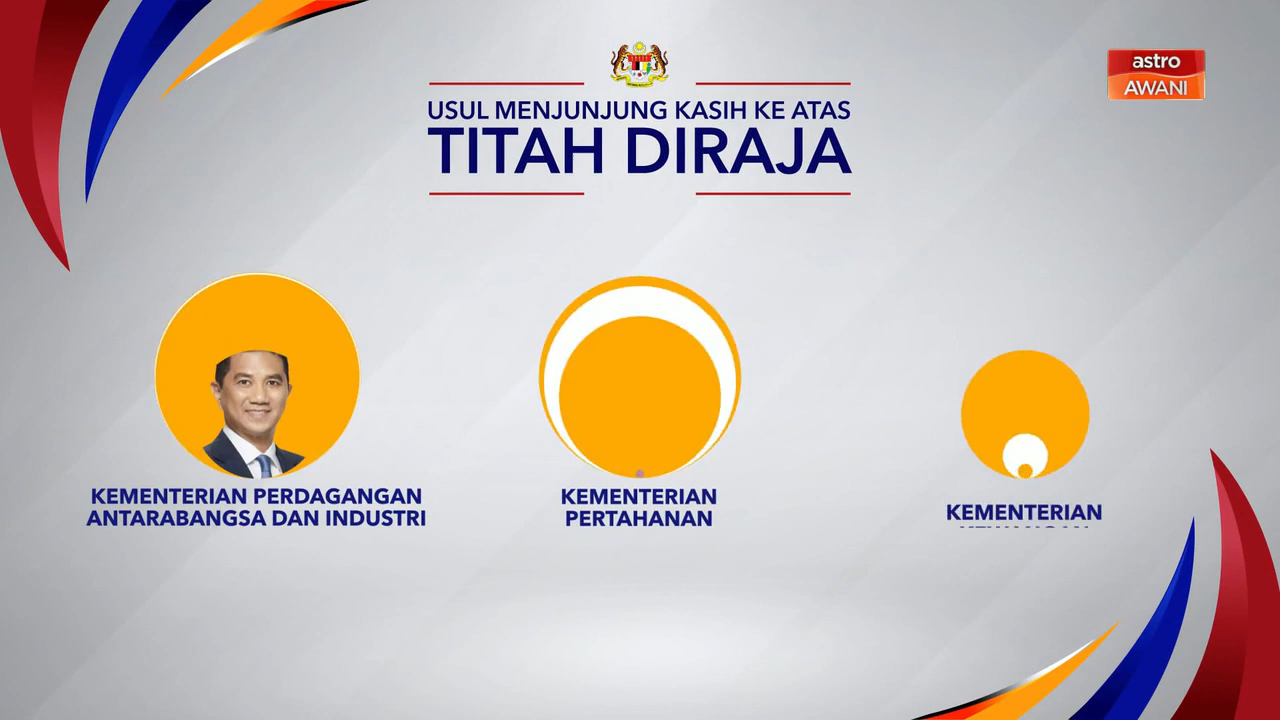 astro
AWANI
USUL MENJUNJUNG KASIH KE ATAS
TITAH DIRAJA
KEMENTERIAN PERDAGANGAN
ANTARABANGSA DAN INDUSTRI
KEMENTERIAN
PERTAHANAN
KEMENTERIAN